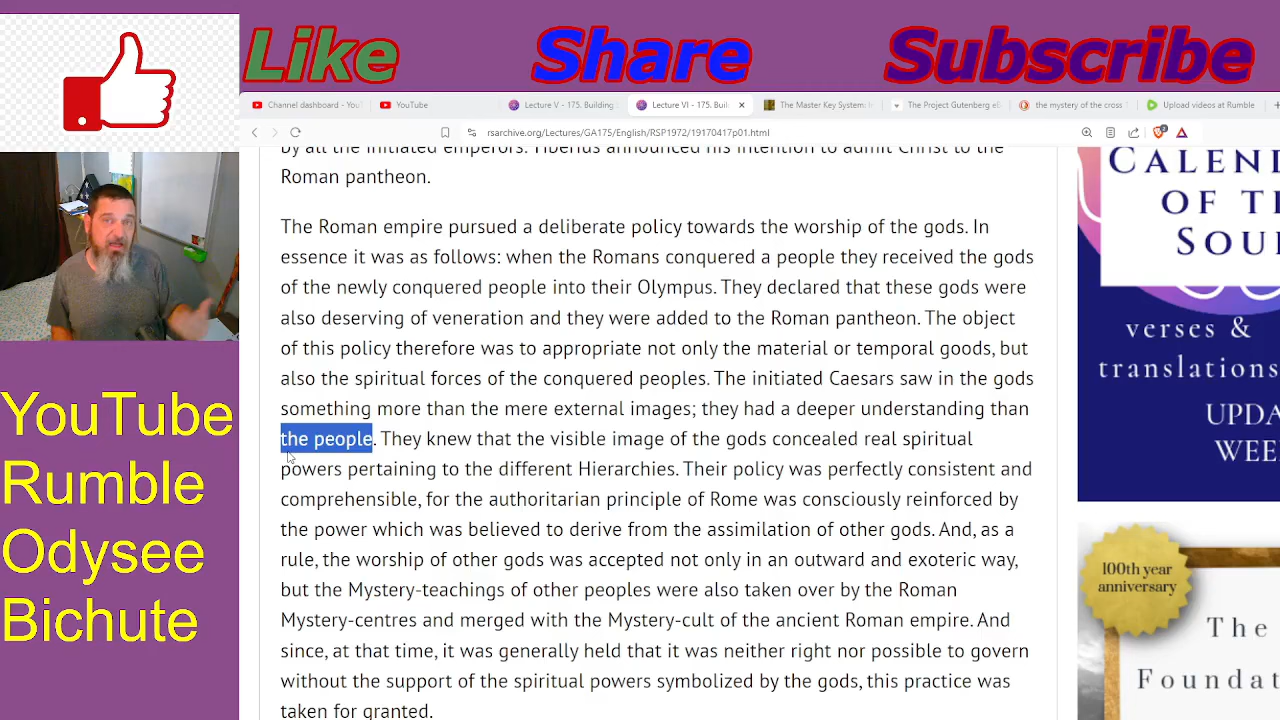 Like
Share
Subscribe
Channel dashboard - You
YouTube
Lecture V - 175. Building
Lecture VI - 175. Buil
The Master Key System: I
The Project Gutenberg eB
the mystery of the cross
Upload videos at Rumble
rsarchive.org/Lectures/GA175/English/RSP1972/19170417p01.html
by all the initiated emperors. Tiberius announced his intention to admit Christ to the
Roman pantheon.
The Roman empire pursued a deliberate policy towards the worship of the gods. In
essence it was as follows: when the Romans conquered a people they received the gods
of the newly conquered people into their Olympus. They declared that these gods were
also deserving of veneration and they were added to the Roman pantheon. The object
of this policy therefore was to appropriate not only the material or temporal goods, but
also the spiritual forces of the conquered peoples. The initiated Caesars saw in the gods
something more than the mere external images; they had a deeper understanding than
the people. They knew that the visible image of the gods concealed real spiritual
powers pertaining to the different Hierarchies. Their policy was perfectly consistent and
comprehensible, for the authoritarian principle of Rome was consciously reinforced by
the power which was believed to derive from the assimilation of other gods. And, as a
rule, the worship of other gods was accepted not only in an outward and exoteric way,
but the Mystery-teachings of other peoples were also taken over by the Roman
Mystery-centres and merged with the Mystery-cult of the ancient Roman empire. And
since, at that time, it was generally held that it was neither right nor possible to govern
without the support of the spiritual powers symbolized by the gods, this practice was
taken for granted.
CALEND
OF T
SOU
verses &
translations
UPDA
WEE
100th year
anniversary
The
Founda
YouTube
Rumble
Odysee
Bichute